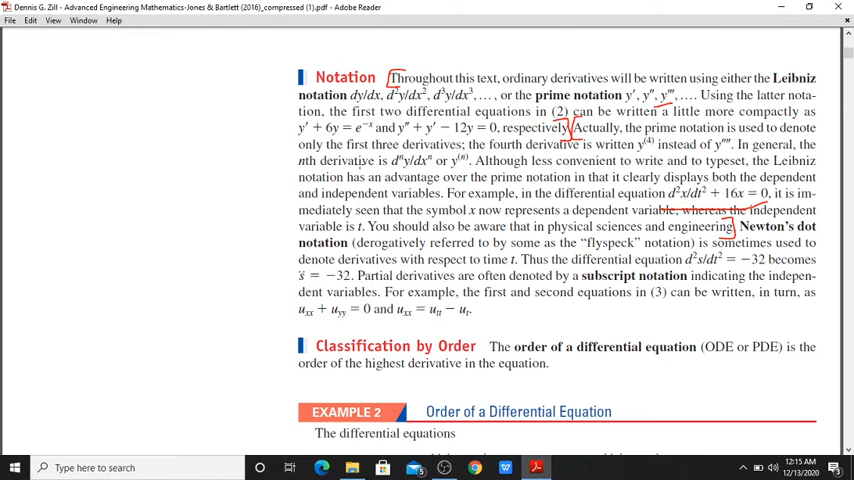 Dennis G. Zill - Advanced Engineering Mathematics-Jones & Bartlett (2016)_compressed (1).pdf - Adobe Reader
File Edit View Window Help
Notation Throughout this text, ordinary derivatives will be written using either the Leibniz
notation dy/dx, d²y/dx², d³y/dx³, …, or the prime notation y′, y″, y‴, …. Using the latter nota-
tion, the first two differential equations in (2) can be written a little more compactly as
y′ + 6y = e⁻ˣ and y″ + y′ − 12y = 0, respectively. Actually, the prime notation is used to denote
only the first three derivatives; the fourth derivative is written y⁽⁴⁾ instead of y″″. In general, the
nth derivative is dⁿy/dxⁿ or y⁽ⁿ⁾. Although less convenient to write and to typeset, the Leibniz
notation has an advantage over the prime notation in that it clearly displays both the dependent
and independent variables. For example, in the differential equation d²x/dt² + 16x = 0, it is im-
mediately seen that the symbol x now represents a dependent variable, whereas the independent
variable is t. You should also be aware that in physical sciences and engineering, Newton's dot
notation (derogatively referred to by some as the “flyspeck” notation) is sometimes used to
denote derivatives with respect to time t. Thus the differential equation d²s/dt² = −32 becomes
s̈ = −32. Partial derivatives are often denoted by a subscript notation indicating the indepen-
dent variables. For example, the first and second equations in (3) can be written, in turn, as
uₓₓ + u_yy = 0 and uₓₓ = uₜₜ − uₜ.
Classification by Order The order of a differential equation (ODE or PDE) is the
order of the highest derivative in the equation.
EXAMPLE 2 Order of a Differential Equation
The differential equations
Type here to search
5
12:15 AM
12/13/2020
3